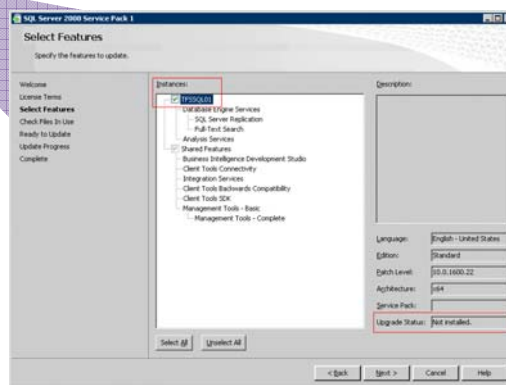 SQL Server 2008 Service Pack 1
Select Features
Specify the features to update.
Welcome
License Terms
Select Features
Check Files In Use
Ready to Update
Update Progress
Complete
Instances:
TFSSQL01
Database Engine Services
SQL Server Replication
Full-Text Search
Analysis Services
Shared Features
Business Intelligence Development Studio
Client Tools Connectivity
Integration Services
Client Tools Backwards Compatibility
Client Tools SDK
Management Tools - Basic
Management Tools - Complete
Select All
Unselect All
Description:
Language: English - United States
Edition: Standard
Patch Level: 10.0.1600.22
Architecture: x64
Service Pack:
Upgrade Status: Not installed.
< Back
Next >
Cancel
Help